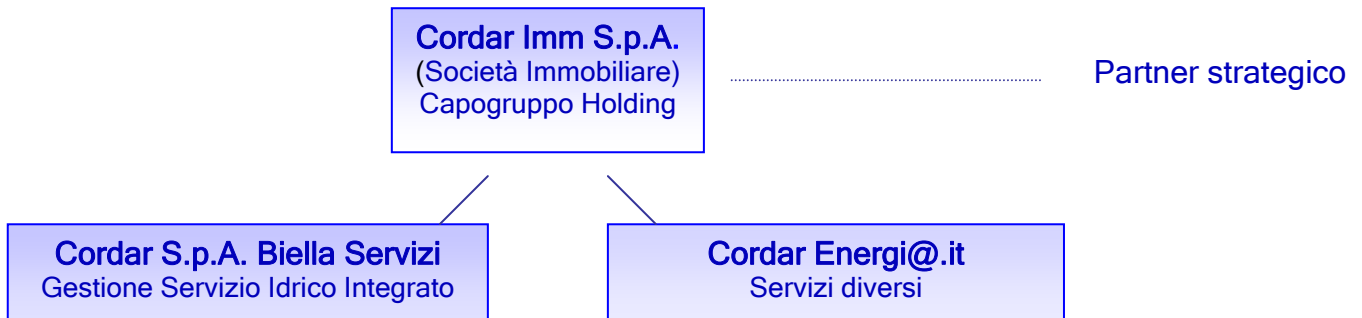 Cordar Imm S.p.A.
(Società Immobiliare)
Capogruppo Holding
Partner strategico
Cordar S.p.A. Biella Servizi
Gestione Servizio Idrico Integrato
Cordar Energi@.it
Servizi diversi